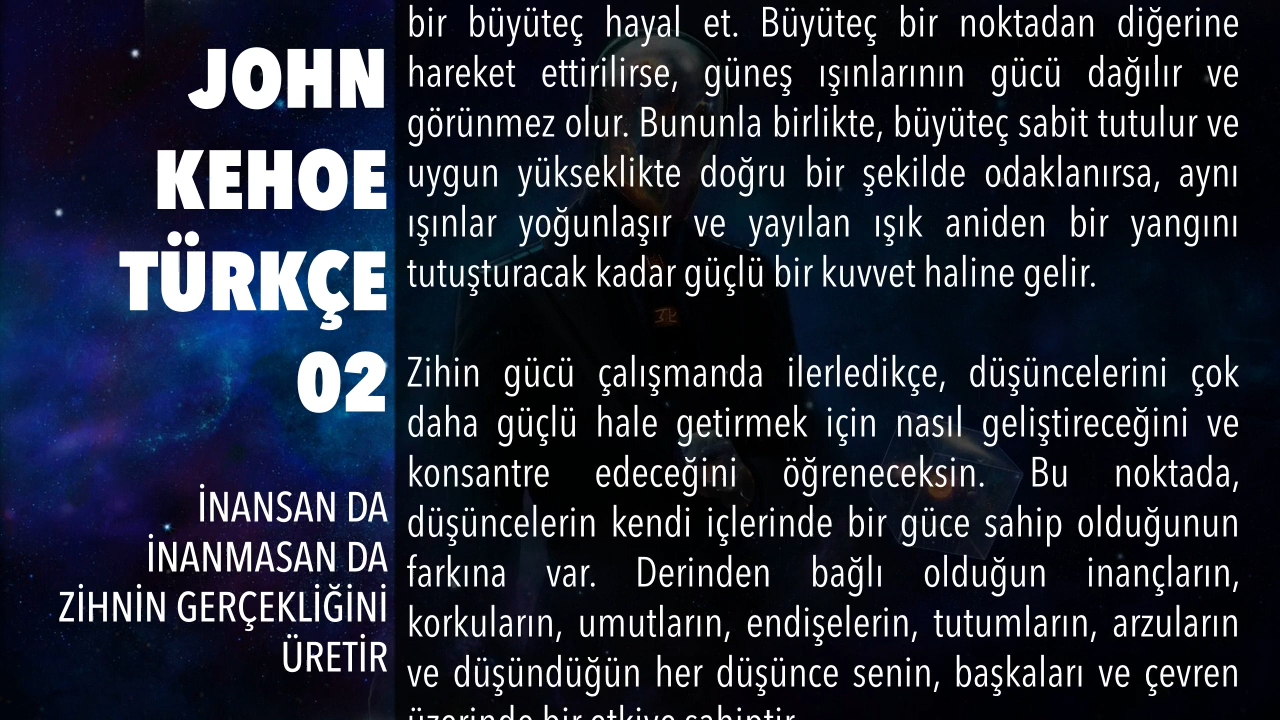 JOHN
KEHOE
TÜRKÇE
02
İNANSAN DA
İNANMASAN DA
ZİHNİN GERÇEKLİĞİNİ
ÜRETİR
bir büyüteç hayal et. Büyüteç bir noktadan diğerine
hareket ettirilirse, güneş ışınlarının gücü dağılır ve
görünmez olur. Bununla birlikte, büyüteç sabit tutulur ve
uygun yükseklikte doğru bir şekilde odaklanırsa, aynı
ışınlar yoğunlaşır ve yayılan ışık aniden bir yangını
tutuşturacak kadar güçlü bir kuvvet haline gelir.
Zihin gücü çalışmanda ilerledikçe, düşüncelerini çok
daha güçlü hale getirmek için nasıl geliştireceğini ve
konsantre edeceğini öğreneceksin. Bu noktada,
düşüncelerin kendi içlerinde bir güce sahip olduğunun
farkına var. Derinden bağlı olduğun inançların,
korkuların, umutların, endişelerin, tutumların, arzuların
ve düşündüğün her düşünce senin, başkaları ve çevren
üzerinde bir etkiye sahiptir.